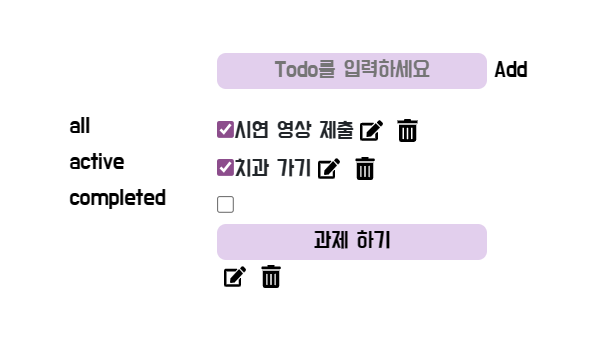 Todo를 입력하세요 Add
all
시연 영상 제출
active
치과 가기
completed
과제 하기